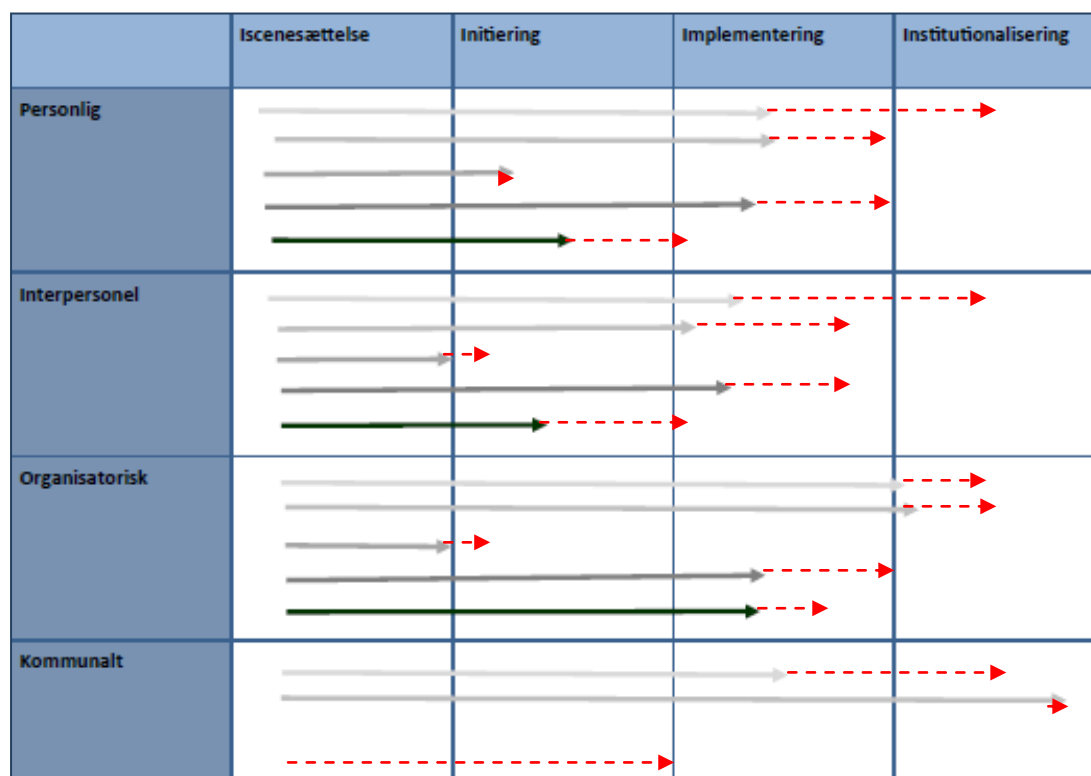 Iscenesættelse Initiering Implementering Institutionalisering
Personlig
Interpersonel
Organisatorisk
Kommunalt